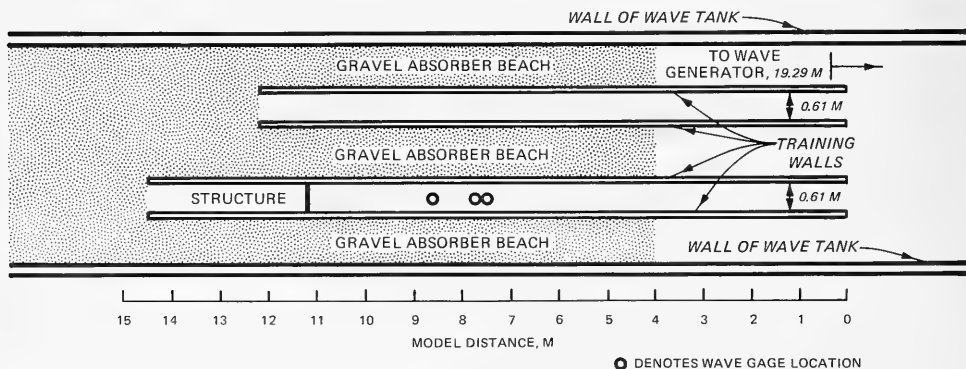 WALL OF WAVE TANK
GRAVEL ABSORBER BEACH
TO WAVE
GENERATOR, 19.29 M
0.61 M
GRAVEL ABSORBER BEACH
TRAINING
WALLS
STRUCTURE
0.61 M
GRAVEL ABSORBER BEACH
WALL OF WAVE TANK
15 14 13 12 11 10 9 8 7 6 5 4 3 2 1 0
MODEL DISTANCE, M
O DENOTES WAVE GAGE LOCATION